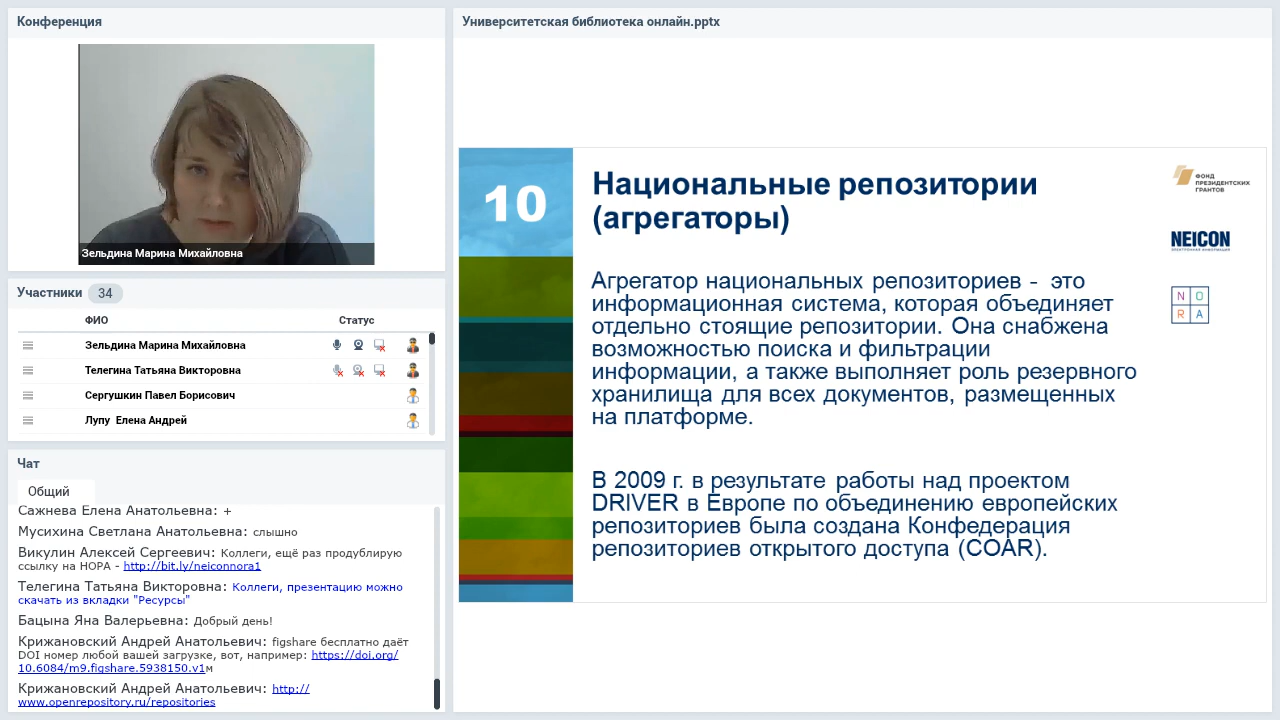 Конференция
Зельдина Марина Михайловна
Участники 34
ФИО Статус
Зельдина Марина Михайловна
Телегина Татьяна Викторовна
Сергушкин Павел Борисович
Лупу Елена Андрей
Чат
Общий
Сажнева Елена Анатольевна: +
Мусихина Светлана Анатольевна: слышно
Викулин Алексей Сергеевич: Коллеги, ещё раз продублирую
ссылку на НОРА - http://bit.ly/neiconnora1
Телегина Татьяна Викторовна: Коллеги, презентацию можно
скачать из вкладки "Ресурсы"
Бацына Яна Валерьевна: Добрый день!
Крижановский Андрей Анатольевич: figshare бесплатно даёт
DOI номер любой вашей загрузке, вот, например: https://doi.org/
10.6084/m9.figshare.5938150.v1м
Крижановский Андрей Анатольевич: http://
www.openrepository.ru/repositories
Университетская библиотека онлайн.pptx
10
Национальные репозитории
(агрегаторы)
Агрегатор национальных репозиториев - это
информационная система, которая объединяет
отдельно стоящие репозитории. Она снабжена
возможностью поиска и фильтрации
информации, а также выполняет роль резервного
хранилища для всех документов, размещенных
на платформе.
В 2009 г. в результате работы над проектом
DRIVER в Европе по объединению европейских
репозиториев была создана Конфедерация
репозиториев открытого доступа (COAR).
ФОНД
ПРЕЗИДЕНТСКИХ
ГРАНТОВ
NEICON
ЭЛЕКТРОННАЯ ИНФОРМАЦИЯ
N O
R A